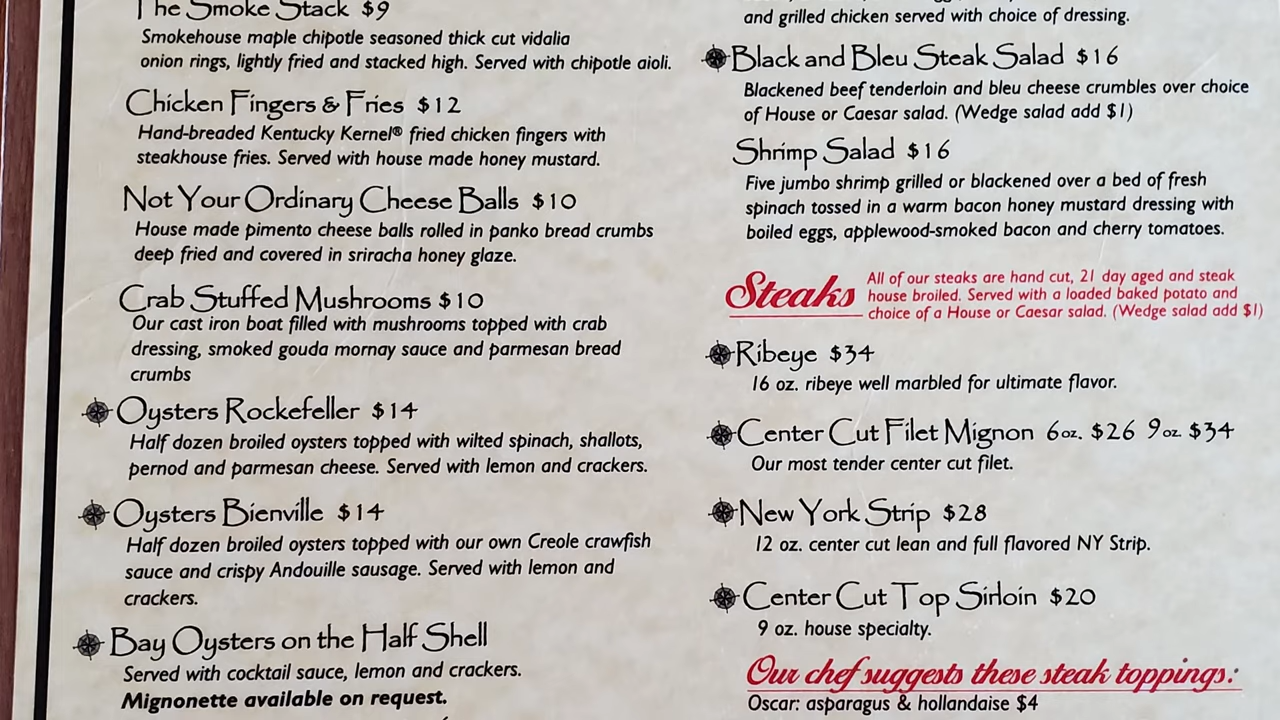 The Smoke Stack $9
Smokehouse maple chipotle seasoned thick cut vidalia
onion rings, lightly fried and stacked high. Served with chipotle aioli.
Chicken Fingers & Fries $12
Hand-breaded Kentucky Kernel® fried chicken fingers with
steakhouse fries. Served with house made honey mustard.
Not Your Ordinary Cheese Balls $10
House made pimento cheese balls rolled in panko bread crumbs
deep fried and covered in sriracha honey glaze.
Crab Stuffed Mushrooms $10
Our cast iron boat filled with mushrooms topped with crab
dressing, smoked gouda mornay sauce and parmesan bread
crumbs
Oysters Rockefeller $14
Half dozen broiled oysters topped with wilted spinach, shallots,
pernod and parmesan cheese. Served with lemon and crackers.
Oysters Bienville $14
Half dozen broiled oysters topped with our own Creole crawfish
sauce and crispy Andouille sausage. Served with lemon and
crackers.
Bay Oysters on the Half Shell
Served with cocktail sauce, lemon and crackers.
Mignonette available on request.
and grilled chicken served with choice of dressing.
Black and Bleu Steak Salad $16
Blackened beef tenderloin and bleu cheese crumbles over choice
of House or Caesar salad. (Wedge salad add $1)
Shrimp Salad $16
Five jumbo shrimp grilled or blackened over a bed of fresh
spinach tossed in a warm bacon honey mustard dressing with
boiled eggs, applewood-smoked bacon and cherry tomatoes.
Steaks
All of our steaks are hand cut, 21 day aged and steak
house broiled. Served with a loaded baked potato and
choice of a House or Caesar salad. (Wedge salad add $1)
Ribeye $34
16 oz. ribeye well marbled for ultimate flavor.
Center Cut Filet Mignon 6oz. $26 9oz. $34
Our most tender center cut filet.
New York Strip $28
12 oz. center cut lean and full flavored NY Strip.
Center Cut Top Sirloin $20
9 oz. house specialty.
Our chef suggests these steak toppings:
Oscar: asparagus & hollandaise $4